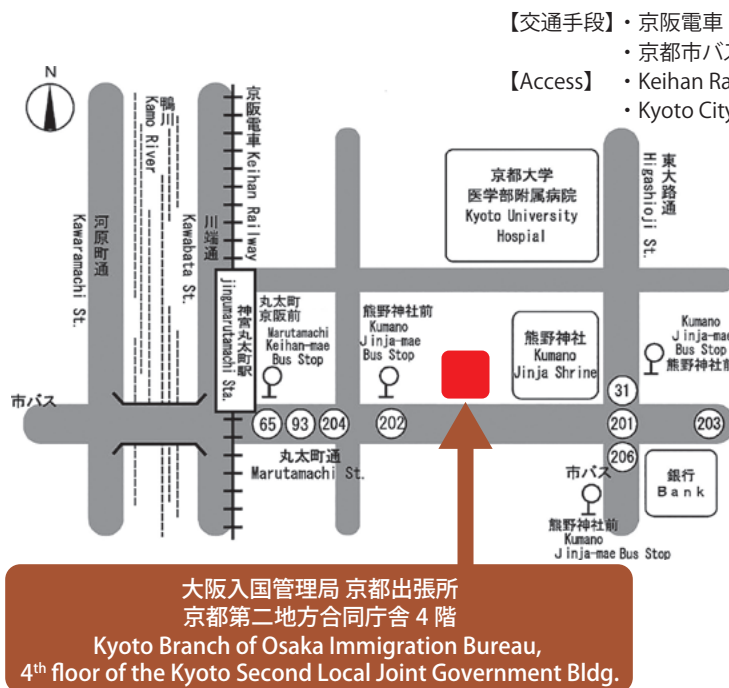 【交通手段】・京阪電車
・京都市バス
【Access】 ・Keihan Ra
・Kyoto City
N
鴨川
Kamo River
京阪電車 Keihan Railway
河原町通
Kawaramachi St.
川端通
Kawabata St.
東大路通
Higashioji St.
京都大学
医学部附属病院
Kyoto University
Hospial
神宮丸太町駅
jingumarutamachi Sta.
丸太町
京阪前
Marutamachi
Keihan-mae
Bus Stop
熊野神社前
Kumano
Jinja-mae
Bus Stop
熊野神社
Kumano
Jinja Shrine
Kumano
Jinja-mae
Bus Stop
熊野神社前
市バス
65 93 204 202 31 201 206 203
丸太町通
Marutamachi St.
市バス
熊野神社前
Kumano
Jinja-mae Bus Stop
銀行
Bank
大阪入国管理局 京都出張所
京都第二地方合同庁舎 4 階
Kyoto Branch of Osaka Immigration Bureau,
4th floor of the Kyoto Second Local Joint Government Bldg.